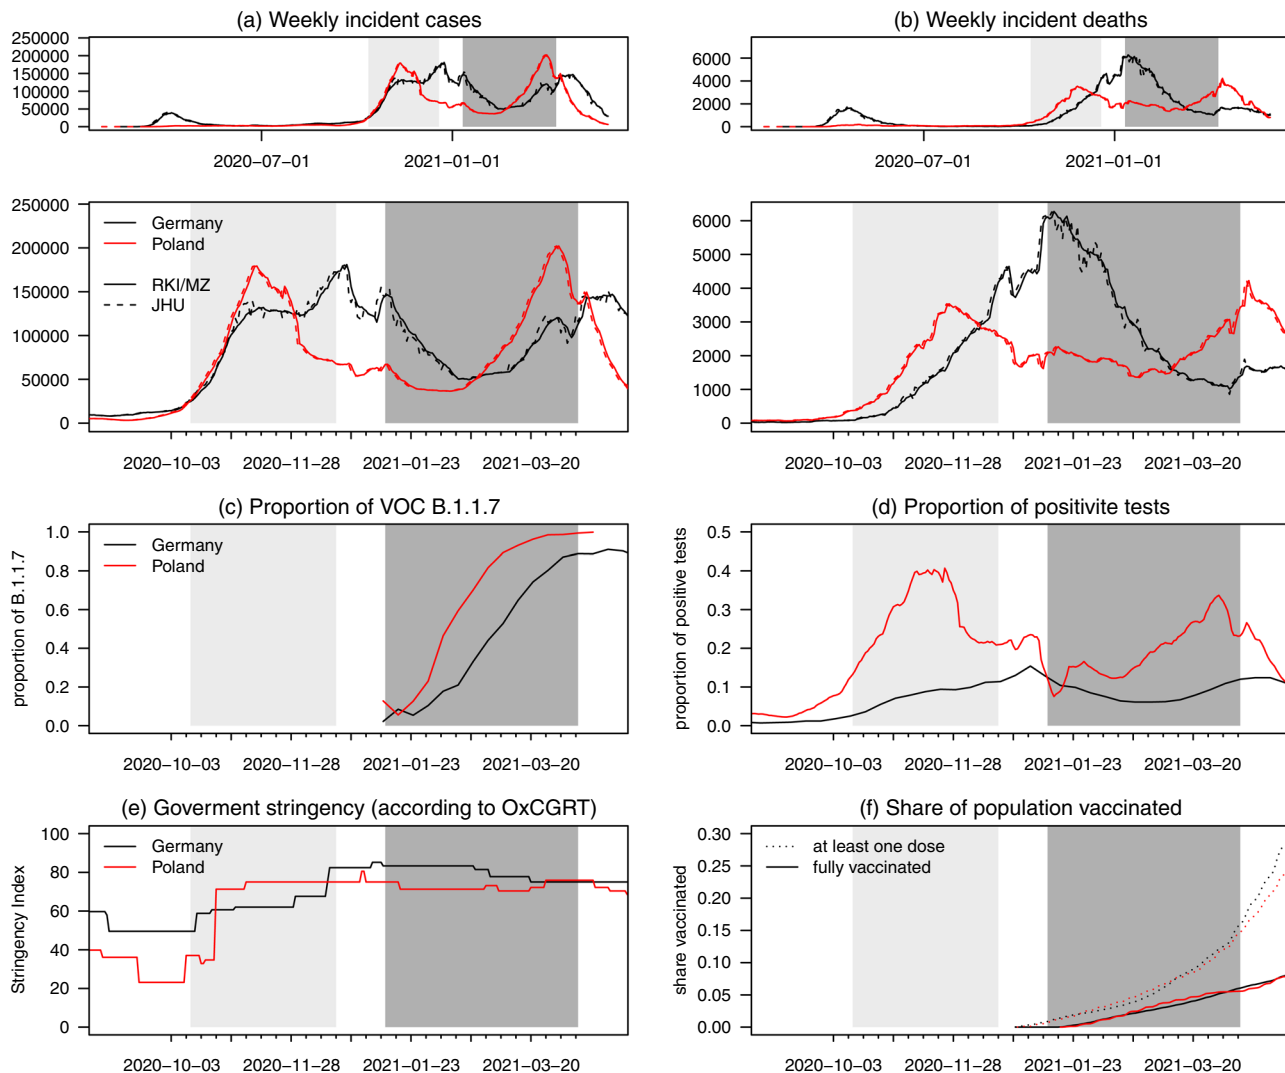 (a) Weekly incident cases
250000
200000
150000
100000
50000
0
2020−07−01 2021−01−01
(b) Weekly incident deaths
6000
4000
2000
0
2020−07−01 2021−01−01
250000
200000
150000
100000
50000
0
Germany
Poland
RKI/MZ
JHU
2020−10−03 2020−11−28 2021−01−23 2021−03−20
6000
5000
4000
3000
2000
1000
0
2020−10−03 2020−11−28 2021−01−23 2021−03−20
(c) Proportion of VOC B.1.1.7
proportion of B.1.1.7
1.0
0.8
0.6
0.4
0.2
0.0
Germany
Poland
2020−10−03 2020−11−28 2021−01−23 2021−03−20
(d) Proportion of positivite tests
proportion of positive tests
0.5
0.4
0.3
0.2
0.1
0.0
2020−10−03 2020−11−28 2021−01−23 2021−03−20
(e) Goverment stringency (according to OxCGRT)
Stringency Index
100
80
60
40
20
0
Germany
Poland
2020−10−03 2020−11−28 2021−01−23 2021−03−20
(f) Share of population vaccinated
share vaccinated
0.30
0.25
0.20
0.15
0.10
0.05
0.00
at least one dose
fully vaccinated
2020−10−03 2020−11−28 2021−01−23 2021−03−20